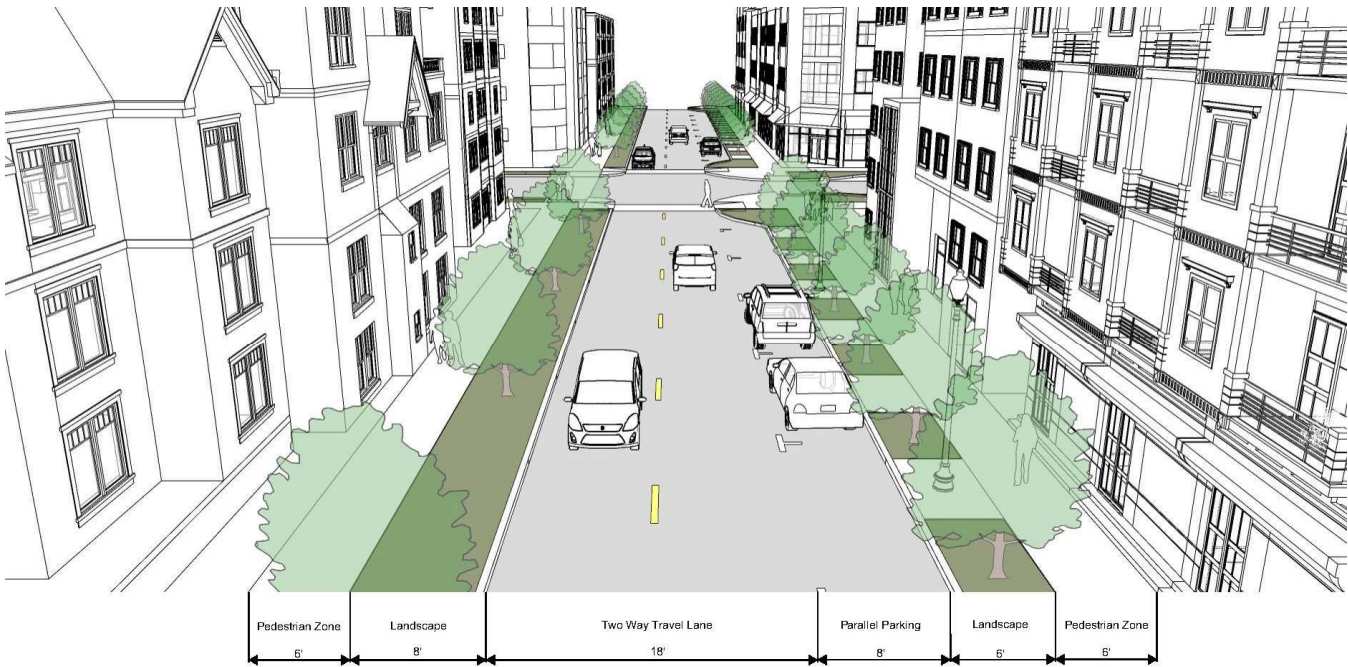 Pedestrian Zone
6'
Landscape
8'
Two Way Travel Lane
18'
Parallel Parking
8'
Landscape
6'
Pedestrian Zone
6'